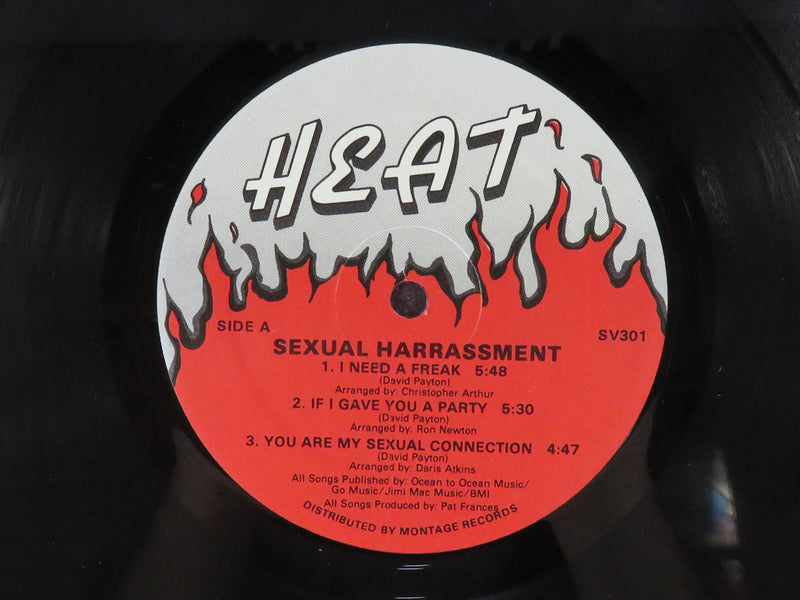 HEAT
SIDE A
SV301
SEXUAL HARRASSMENT
1. I NEED A FREAK 5:48
(David Payton)
Arranged by: Christopher Arthur
2. IF I GAVE YOU A PARTY 5:30
(David Payton)
Arranged by: Ron Newton
3. YOU ARE MY SEXUAL CONNECTION 4:47
(David Payton)
Arranged by: Daris Atkins
All Songs Published by: Ocean to Ocean Music/
Go Music/Jimi Mac Music/BMI
All Songs Produced by: Pat Frances
DISTRIBUTED BY MONTAGE RECORDS